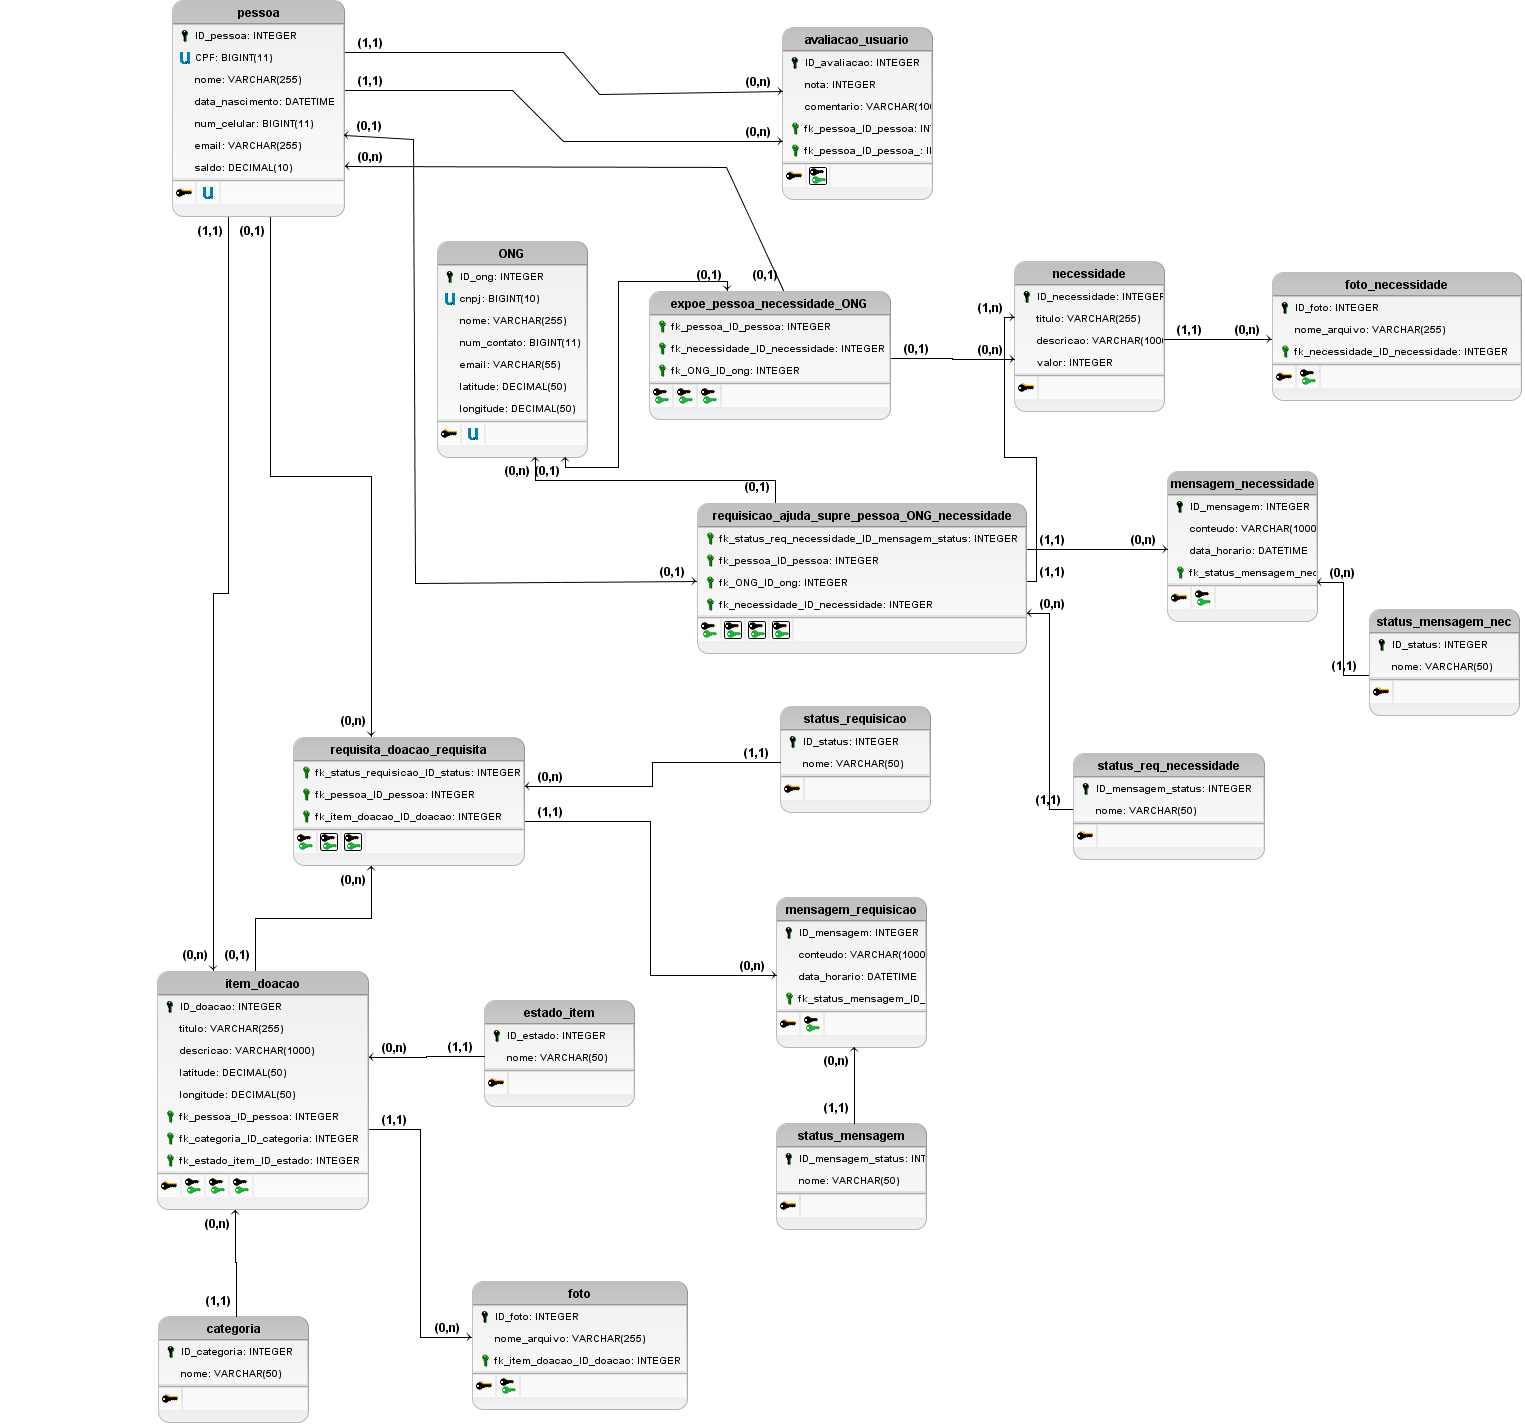 pessoa
ID_pessoa: INTEGER
U CPF: BIGINT(11)
nome: VARCHAR(255)
data_nascimento: DATETIME
num_celular: BIGINT(11)
email: VARCHAR(255)
saldo: DECIMAL(10)
U
(1,1)
(1,1)
(0,1)
(0,n)
(1,1)
(0,1)
(0,n)
(0,n)
avaliacao_usuario
ID_avaliacao: INTEGER
nota: INTEGER
comentario: VARCHAR(10
fk_pessoa_ID_pessoa: IN
fk_pessoa_ID_pessoa_: I
ONG
ID_ong: INTEGER
U cnpj: BIGINT(10)
nome: VARCHAR(255)
num_contato: BIGINT(11)
email: VARCHAR(55)
latitude: DECIMAL(50)
longitude: DECIMAL(50)
U
(0,n)
(0,1)
(0,1)
(0,1)
expoe_pessoa_necessidade_ONG
fk_pessoa_ID_pessoa: INTEGER
fk_necessidade_ID_necessidade: INTEGER
fk_ONG_ID_ong: INTEGER
(0,1)
(0,n)
(1,n)
necessidade
ID_necessidade: INTEGER
titulo: VARCHAR(255)
descricao: VARCHAR(100
valor: INTEGER
(1,1)
(0,n)
foto_necessidade
ID_foto: INTEGER
nome_arquivo: VARCHAR(255)
fk_necessidade_ID_necessidade: INTEGER
(0,1)
(0,1)
requisicao_ajuda_supre_pessoa_ONG_necessidade
fk_status_req_necessidade_ID_mensagem_status: INTEGER
fk_pessoa_ID_pessoa: INTEGER
fk_ONG_ID_ong: INTEGER
fk_necessidade_ID_necessidade: INTEGER
(1,1)
(0,n)
(1,1)
(0,n)
mensagem_necessidade
ID_mensagem: INTEGER
conteudo: VARCHAR(1000
data_horario: DATETIME
fk_status_mensagem_nec
(0,n)
(1,1)
status_mensagem_nec
ID_status: INTEGER
nome: VARCHAR(50)
(0,n)
requisita_doacao_requisita
fk_status_requisicao_ID_status: INTEGER
fk_pessoa_ID_pessoa: INTEGER
fk_item_doacao_ID_doacao: INTEGER
(0,n)
(0,n)
(1,1)
(1,1)
status_requisicao
ID_status: INTEGER
nome: VARCHAR(50)
(1,1)
status_req_necessidade
ID_mensagem_status: INTEGER
nome: VARCHAR(50)
(0,n)
mensagem_requisicao
ID_mensagem: INTEGER
conteudo: VARCHAR(1000
data_horario: DATETIME
fk_status_mensagem_ID_
(0,n)
(1,1)
status_mensagem
ID_mensagem_status: INT
nome: VARCHAR(50)
(0,n)
(0,1)
item_doacao
ID_doacao: INTEGER
titulo: VARCHAR(255)
descricao: VARCHAR(1000)
latitude: DECIMAL(50)
longitude: DECIMAL(50)
fk_pessoa_ID_pessoa: INTEGER
fk_categoria_ID_categoria: INTEGER
fk_estado_item_ID_estado: INTEGER
(0,n)
(1,1)
estado_item
ID_estado: INTEGER
nome: VARCHAR(50)
(1,1)
(0,n)
(1,1)
categoria
ID_categoria: INTEGER
nome: VARCHAR(50)
(0,n)
foto
ID_foto: INTEGER
nome_arquivo: VARCHAR(255)
fk_item_doacao_ID_doacao: INTEGER